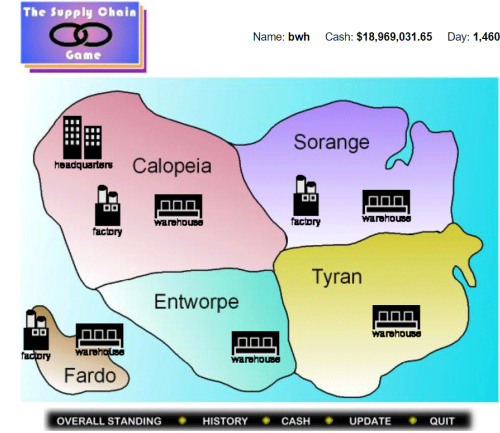 The Supply Chain
Game
Name: bwh Cash: $18,969,031.65 Day: 1,460
headquarters
Calopeia
Sorange
factory
warehouse
factory
warehouse
Tyran
Entworpe
warehouse
warehouse
factory
warehouse
Fardo
OVERALL STANDING HISTORY CASH UPDATE QUIT